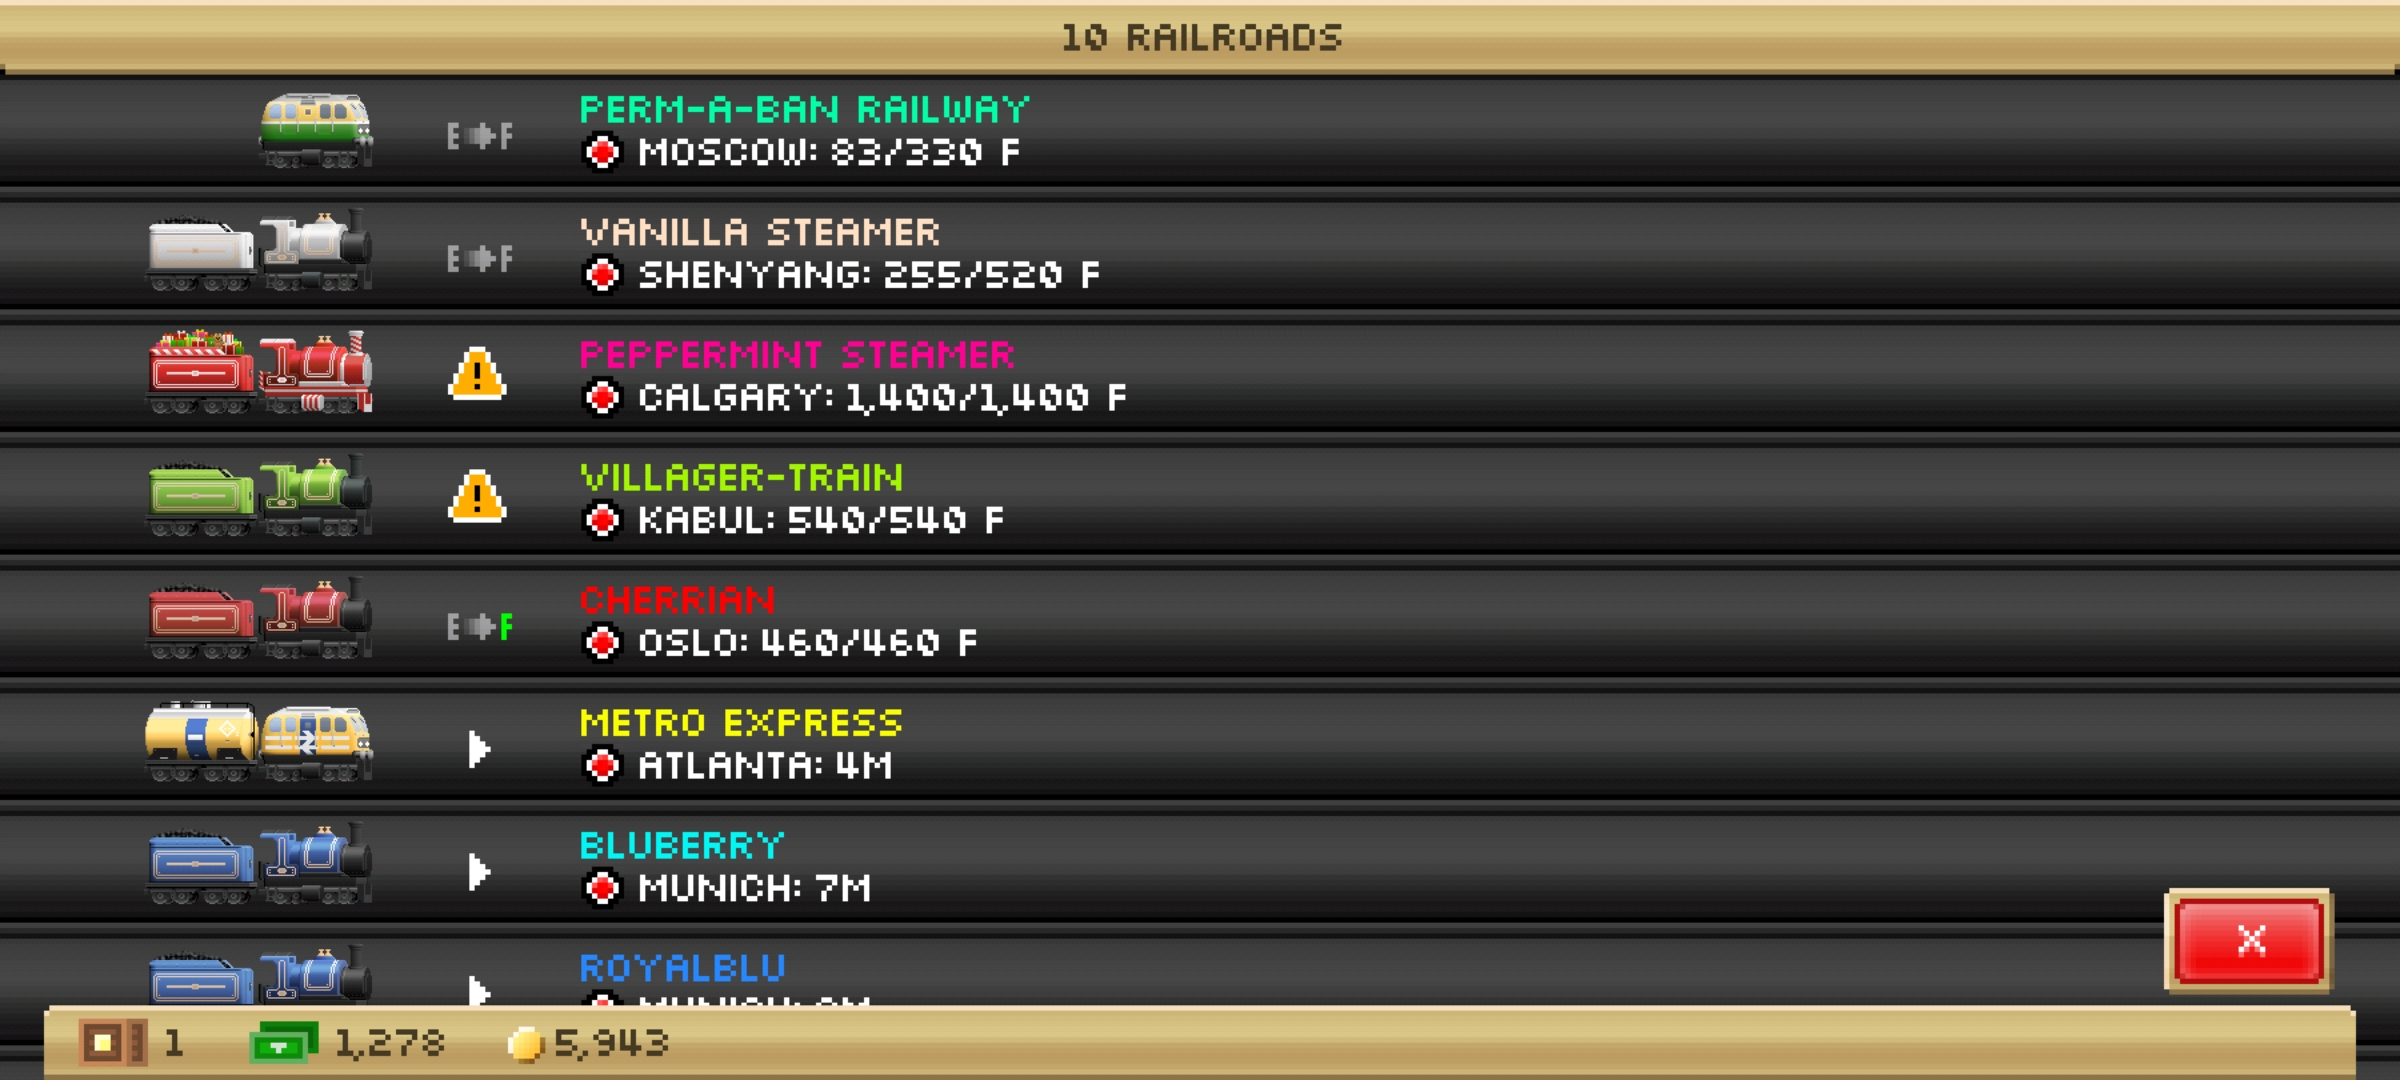 10 RAILROADS
PERM-A-BAN RAILWAY
E F MOSCOW: 83/330 F
VANILLA STEAMER
E F SHENYANG: 255/520 F
PEPPERMINT STEAMER
! CALGARY: 1,400/1,400 F
VILLAGER-TRAIN
! KABUL: 540/540 F
CHERRIAN
E F OSLO: 460/460 F
METRO EXPRESS
ATLANTA: 4M
BLUBERRY
MUNICH: 7M
X
ROYALBLU
1 1,278 5,943